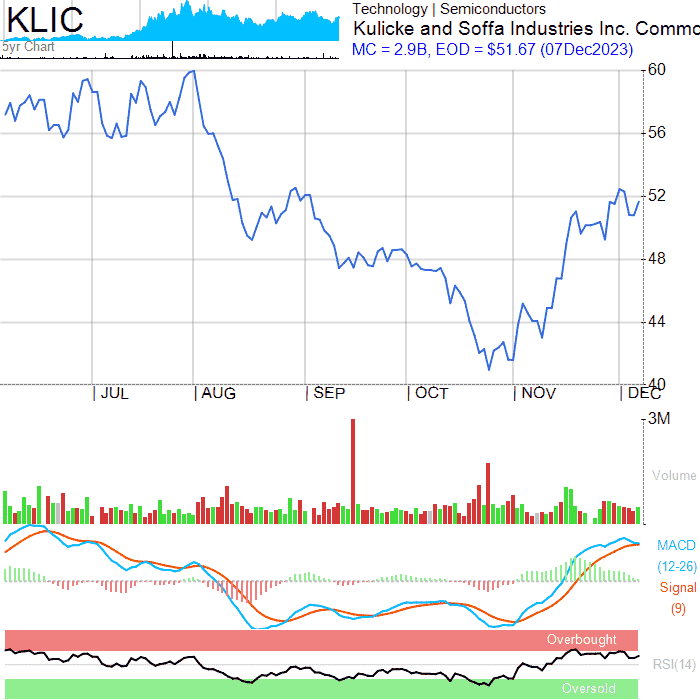 KLIC
5yr Chart
Technology | Semiconductors
Kulicke and Soffa Industries Inc. Commo
MC = 2.9B, EOD = $51.67 (07Dec2023)
60
56
52
48
44
40
JUL AUG SEP OCT NOV DEC
3M
Volume
MACD
(12-26)
Signal
(9)
Overbought
RSI(14)
Oversold